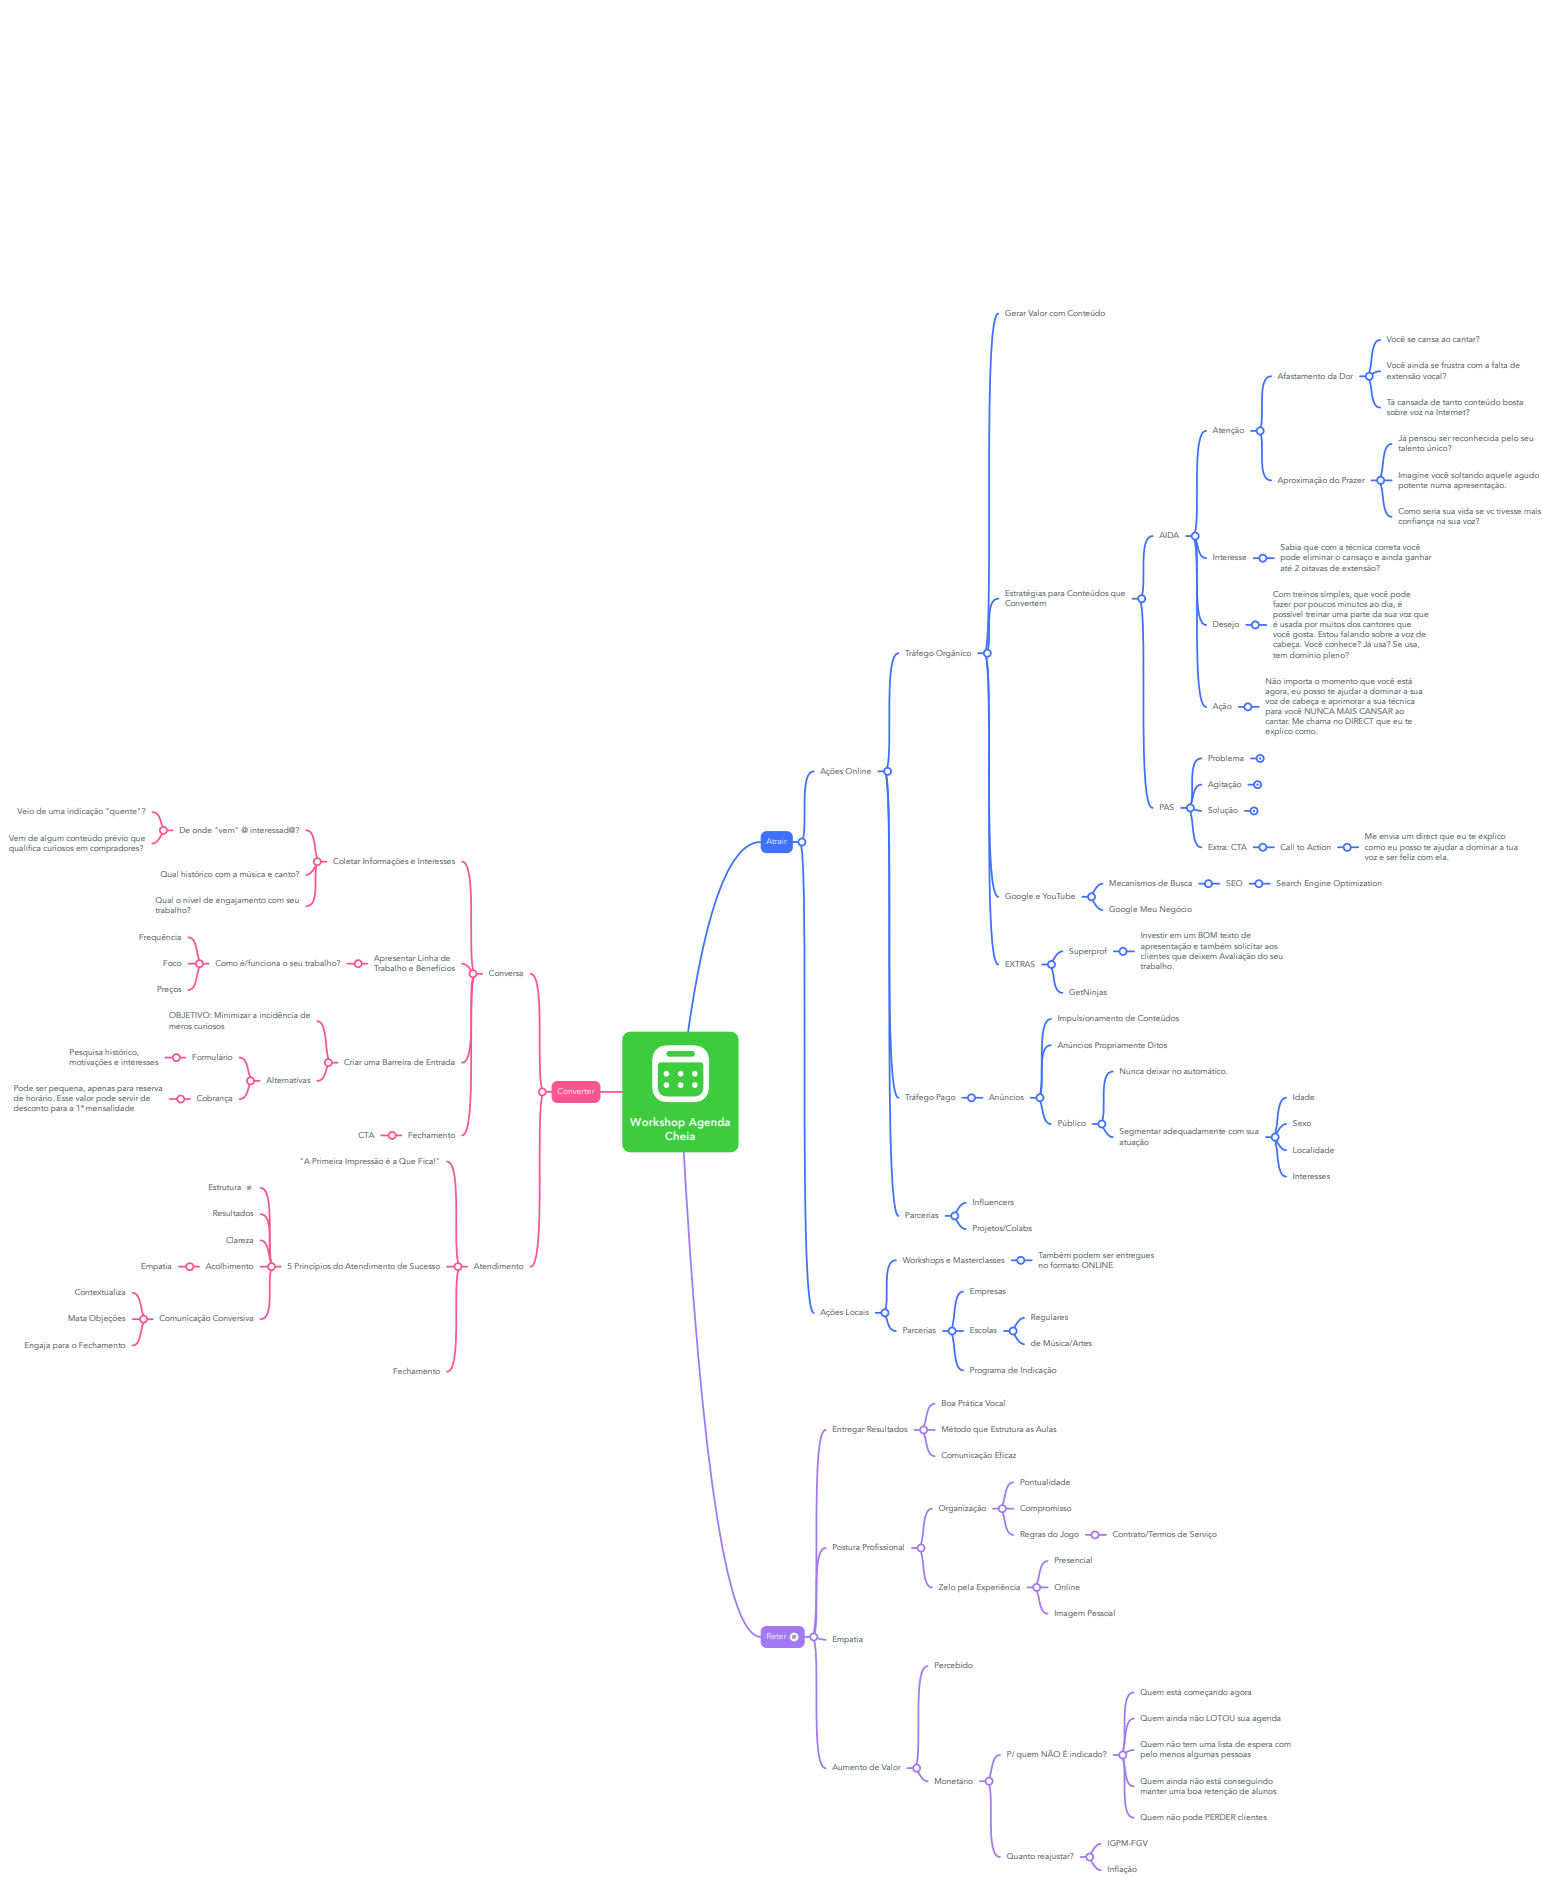 Workshop Agenda
Cheia
Atrair
Ações Online
Tráfego Orgânico
Gerar Valor com Conteúdo
Estratégias para Conteúdos que
Convertem
AIDA
Atenção
Afastamento da Dor
Você se cansa ao cantar?
Você ainda se frustra com a falta de
extensão vocal?
Tá cansada de tanto conteúdo bosta
sobre voz na Internet?
Aproximação do Prazer
Já pensou ser reconhecida pelo seu
talento único?
Imagine você soltando aquele agudo
potente numa apresentação.
Como seria sua vida se vc tivesse mais
confiança na sua voz?
Interesse
Sabia que com a técnica correta você
pode eliminar o cansaço e ainda ganhar
até 2 oitavas de extensão?
Desejo
Com treinos simples, que você pode
fazer por poucos minutos ao dia, é
possível treinar uma parte da sua voz que
é usada por muitos dos cantores que
você gosta. Estou falando sobre a voz de
cabeça. Você conhece? Já usa? Se usa,
tem domínio pleno?
Ação
Não importa o momento que você está
agora, eu posso te ajudar a dominar a sua
voz de cabeça e aprimorar a sua técnica
para você NUNCA MAIS CANSAR ao
cantar. Me chama no DIRECT que eu te
explico como.
PAS
Problema
Agitação
Solução
Extra: CTA
Call to Action
Me envia um direct que eu te explico
como eu posso te ajudar a dominar a tua
voz e ser feliz com ela.
Google e YouTube
Mecanismos de Busca
SEO
Search Engine Optimization
Google Meu Negócio
EXTRAS
Superprof
Investir em um BOM texto de
apresentação e também solicitar aos
clientes que deixem Avaliação do seu
trabalho.
GetNinjas
Tráfego Pago
Anúncios
Impulsionamento de Conteúdos
Anúncios Propriamente Ditos
Público
Nunca deixar no automático.
Segmentar adequadamente com sua
atuação
Idade
Sexo
Localidade
Interesses
Parcerias
Influencers
Projetos/Colabs
Ações Locais
Workshops e Masterclasses
Também podem ser entregues
no formato ONLINE
Parcerias
Empresas
Escolas
Regulares
de Música/Artes
Programa de Indicação
Converter
Conversa
Coletar Informações e Interesses
De onde "vem" @ interessad@?
Veio de uma indicação "quente"?
Vem de algum conteúdo prévio que
qualifica curiosos em compradores?
Qual histórico com a música e canto?
Qual o nível de engajamento com seu
trabalho?
Apresentar Linha de
Trabalho e Benefícios
Como é/funciona o seu trabalho?
Frequência
Foco
Preços
Criar uma Barreira de Entrada
OBJETIVO: Minimizar a incidência de
meros curiosos
Alternativas
Formulário
Pesquisa histórico,
motivações e interesses
Cobrança
Pode ser pequena, apenas para reserva
de horário. Esse valor pode servir de
desconto para a 1ª mensalidade
Fechamento
CTA
Atendimento
"A Primeira Impressão é a Que Fica!"
5 Princípios do Atendimento de Sucesso
Estrutura
Resultados
Clareza
Acolhimento
Empatia
Comunicação Conversiva
Contextualiza
Mata Objeções
Engaja para o Fechamento
Fechamento
Reter
Entregar Resultados
Boa Prática Vocal
Método que Estrutura as Aulas
Comunicação Eficaz
Postura Profissional
Organização
Pontualidade
Compromisso
Regras do Jogo
Contrato/Termos de Serviço
Zelo pela Experiência
Presencial
Online
Imagem Pessoal
Empatia
Aumento de Valor
Percebido
Monetário
P/ quem NÃO É indicado?
Quem está começando agora
Quem ainda não LOTOU sua agenda
Quem não tem uma lista de espera com
pelo menos algumas pessoas
Quem ainda não está conseguindo
manter uma boa retenção de alunos
Quem não pode PERDER clientes
Quanto reajustar?
IGPM-FGV
Inflação